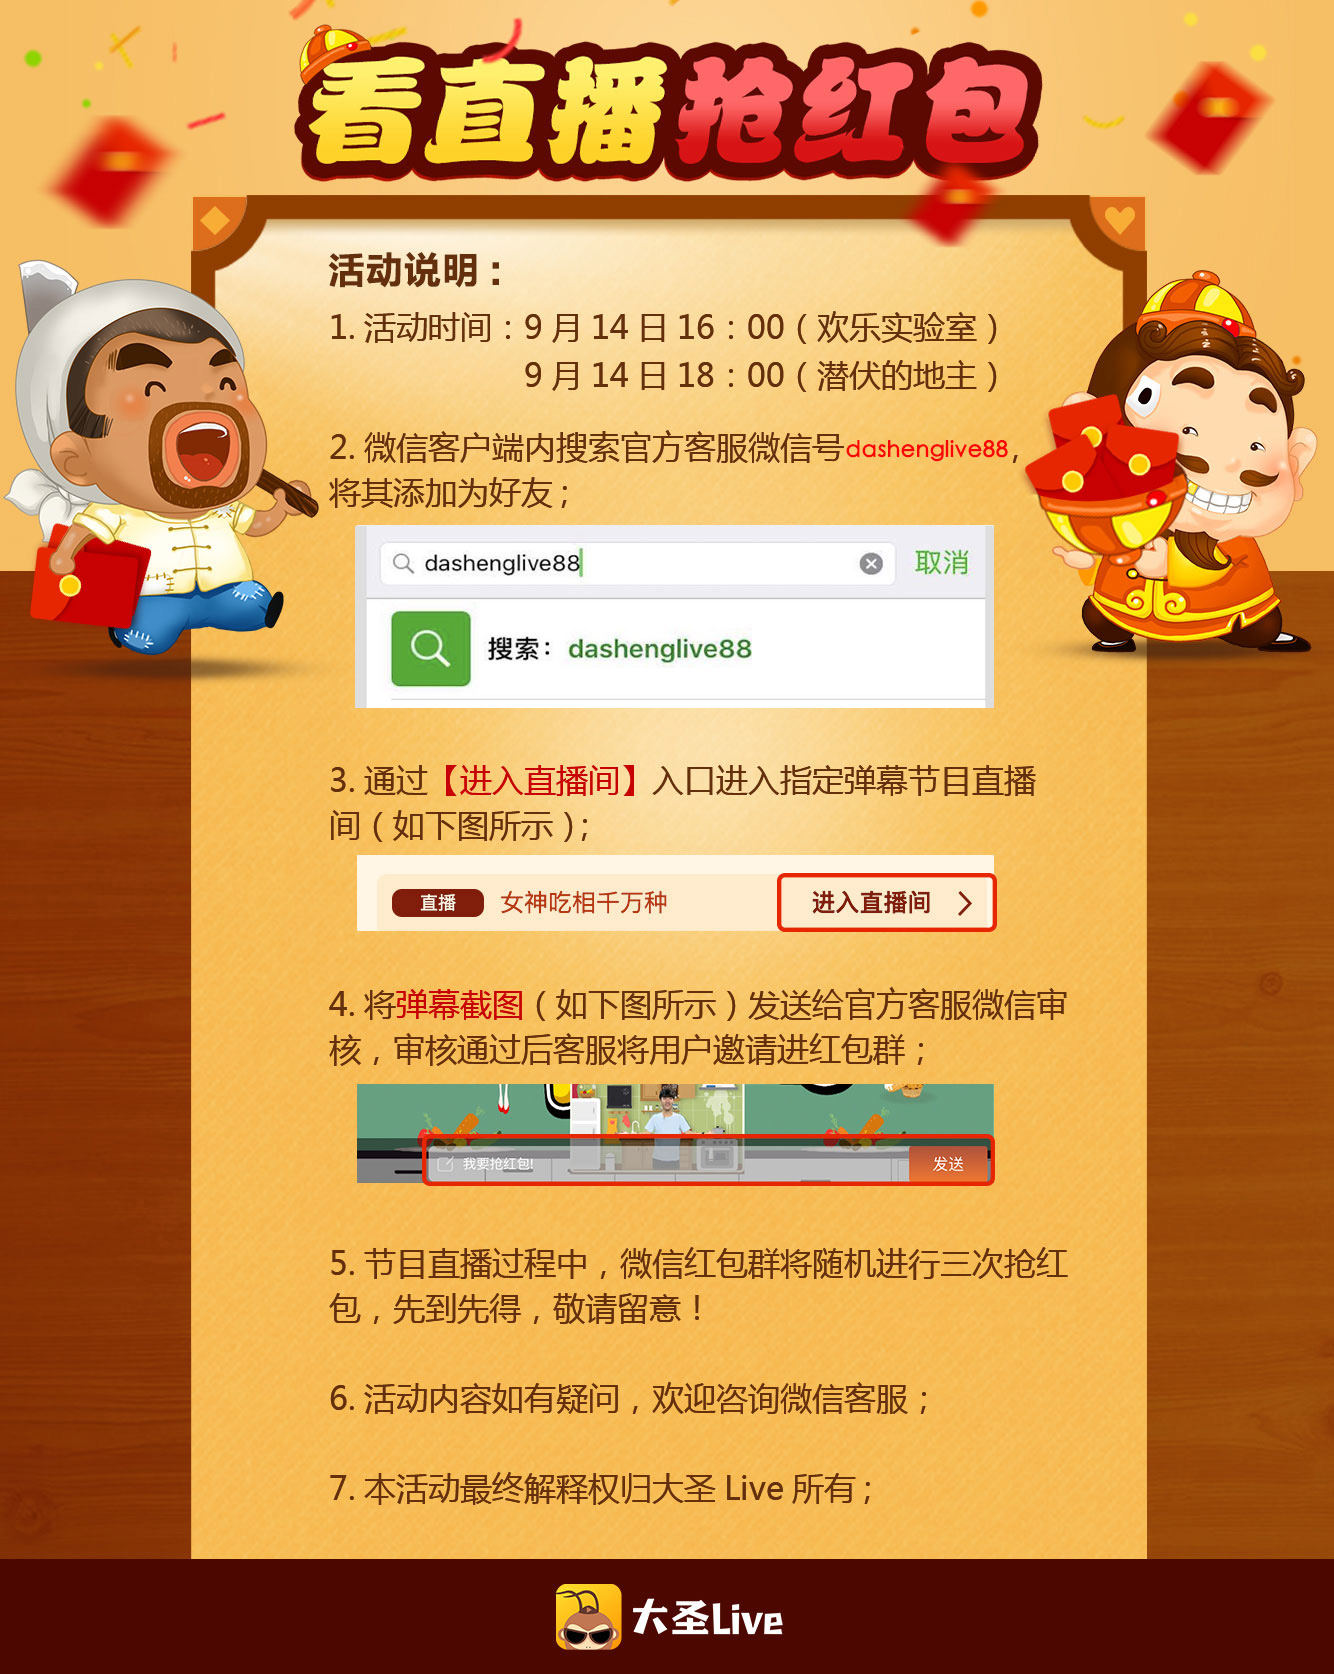 看直播抢红包
活动说明：
1. 活动时间：9 月 14 日 16：00（欢乐实验室）
9 月 14 日 18：00（潜伏的地主）
2. 微信客户端内搜索官方客服微信号dashenglive88,
将其添加为好友；
dashenglive88 取消
搜索：dashenglive88
3. 通过【进入直播间】入口进入指定弹幕节目直播
间（如下图所示）;
直播 女神吃相千万种 进入直播间
4. 将弹幕截图（如下图所示）发送给官方客服微信审
核，审核通过后客服将用户邀请进红包群；
我要抢红包! 发送
5. 节目直播过程中，微信红包群将随机进行三次抢红
包，先到先得，敬请留意！
6. 活动内容如有疑问，欢迎咨询微信客服；
7. 本活动最终解释权归大圣 Live 所有；
大圣Live